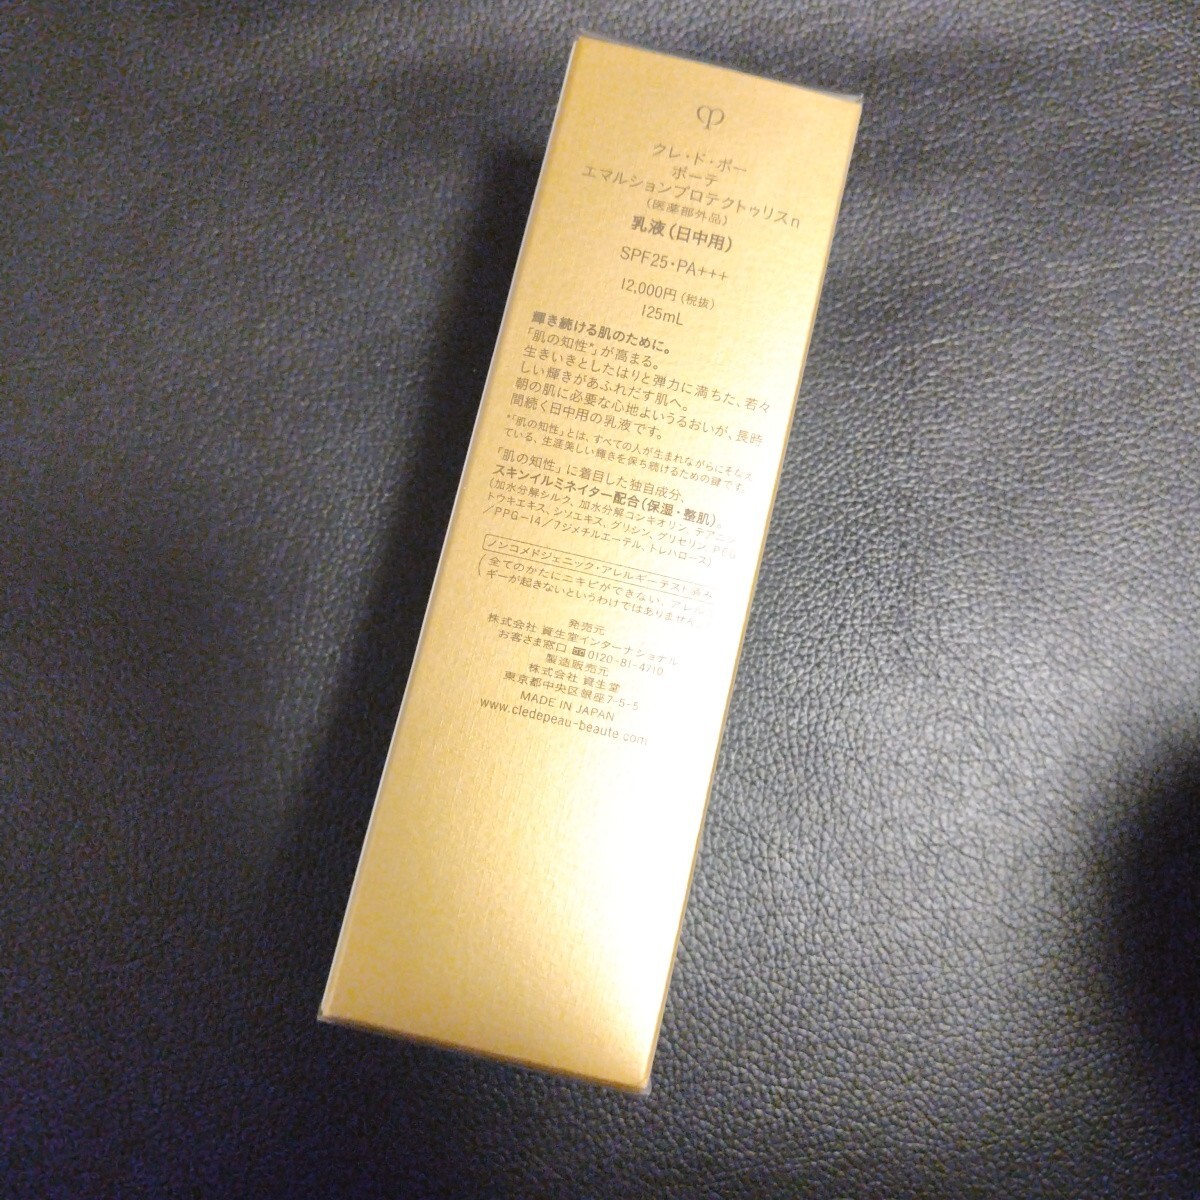 クレ・ド・ポー
ボーテ
エマルションプロテクトゥリスn
(医薬部外品)
乳液(日中用)
SPF25・PA+++
12,000円(税抜)
125mL
輝き続ける肌のために。
「肌の知性*」が高まる。
生きいきとしたはりと弾力に満ちた、若々
しい輝きがあふれだす肌へ。
朝の肌に必要な心地よいうるおいが、長時
間続く日中用の乳液です。
*「肌の知性」とは、すべての人が生まれながらにそなえ
ている、生涯美しい輝きを保ち続けるための鍵です。
「肌の知性」に着目した独自成分、
スキンイルミネイター配合(保湿・整肌)。
(加水分解シルク、加水分解コンキオリン、テアニン、
トウキエキス、シソエキス、グリシン、グリセリン、PEG
/PPG-14/7ジメチルエーテル、トレハロース)
ノンコメドジェニック・アレルギーテスト済み
(全てのかたにニキビができない、アレル
ギーが起きないというわけではありません。)
発売元
株式会社 資生堂インターナショナル
お客さま窓口 0120-81-4710
製造販売元
株式会社 資生堂
東京都中央区銀座7-5-5
MADE IN JAPAN
www.cledepeau-beaute.com